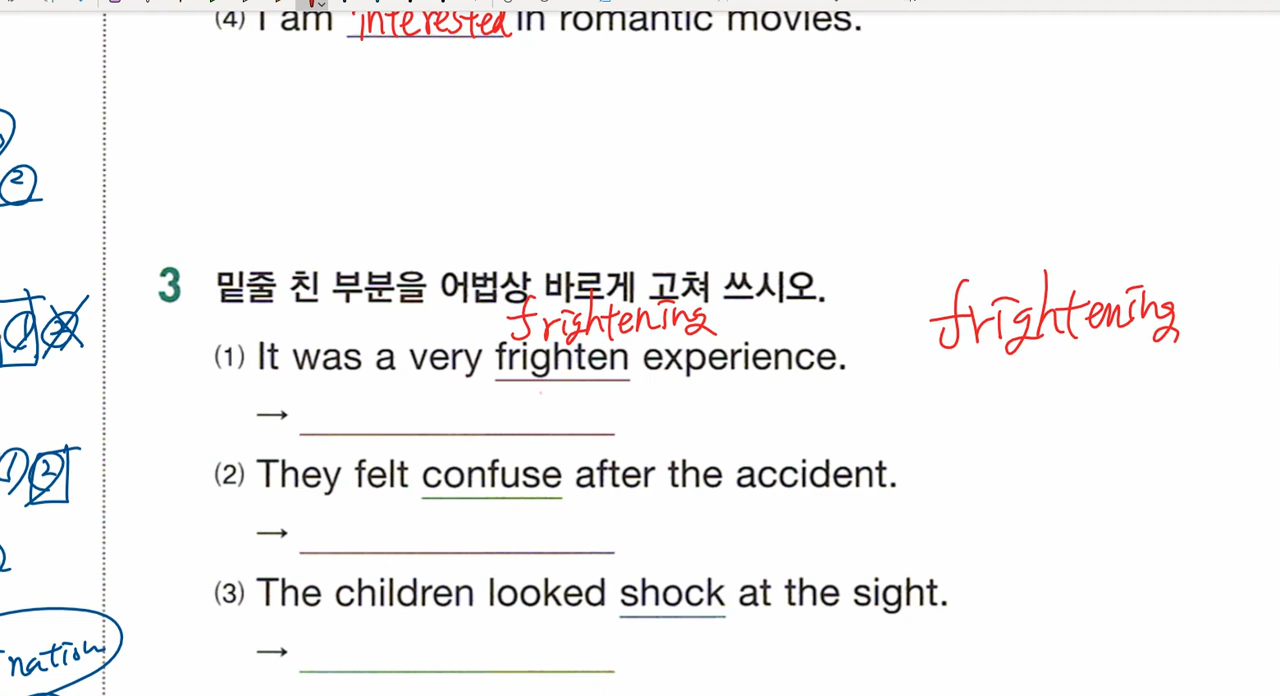 (4) I am interested in romantic movies.
②
3 밑줄 친 부분을 어법상 바르게 고쳐 쓰시오.
frightening
frightening
(1) It was a very frighten experience.
→
①②
(2) They felt confuse after the accident.
→
(3) The children looked shock at the sight.
→
nation